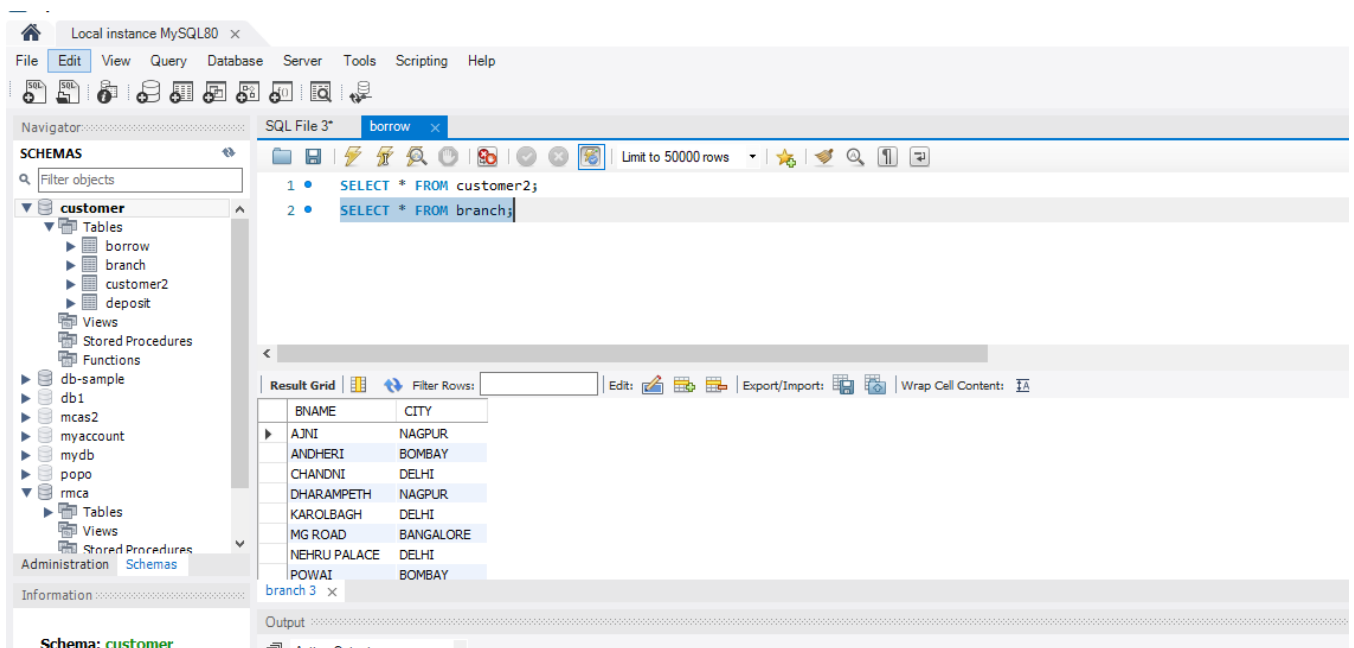 Local instance MySQL80 ×
File Edit View Query Database Server Tools Scripting Help
Navigator
SCHEMAS
Filter objects
customer
Tables
borrow
branch
customer2
deposit
Views
Stored Procedures
Functions
db-sample
db1
mcas2
myaccount
mydb
popo
rmca
Tables
Views
Stored Procedures
Administration Schemas
Information
Schema: customer
SQL File 3* borrow ×
Limit to 50000 rows
1 SELECT * FROM customer2;
2 SELECT * FROM branch;
Result Grid Filter Rows: Edit: Export/Import: Wrap Cell Content:
BNAME CITY
AJNI NAGPUR
ANDHERI BOMBAY
CHANDNI DELHI
DHARAMPETH NAGPUR
KAROLBAGH DELHI
MG ROAD BANGALORE
NEHRU PALACE DELHI
POWAI BOMBAY
branch 3 ×
Output